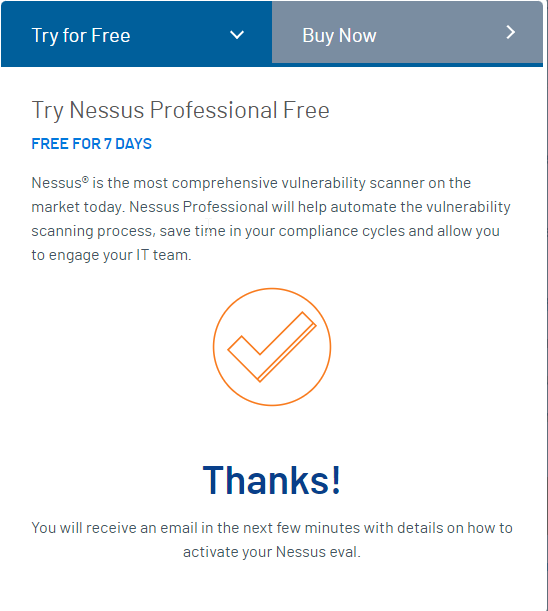 Try for Free
Buy Now
Try Nessus Professional Free
FREE FOR 7 DAYS
Nessus® is the most comprehensive vulnerability scanner on the
market today. Nessus Professional will help automate the vulnerability
scanning process, save time in your compliance cycles and allow you
to engage your IT team.
Thanks!
You will receive an email in the next few minutes with details on how to
activate your Nessus eval.